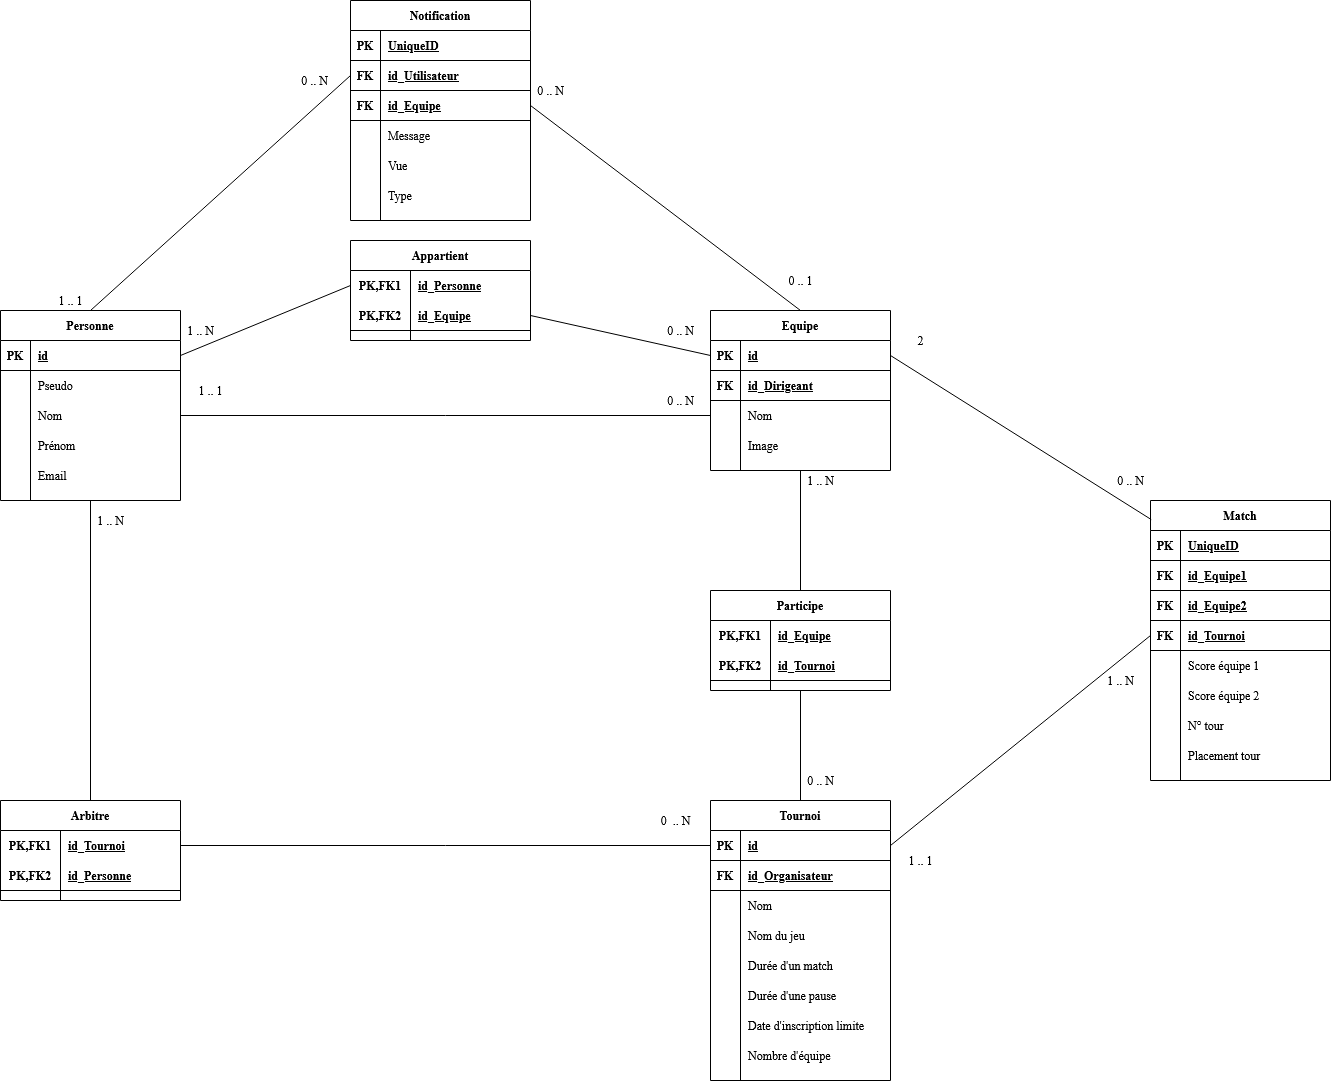 Notification
PK UniqueID
0 .. N
FK id_Utilisateur
0 .. N
FK id_Equipe
Message
Vue
Type
Appartient
PK,FK1 id_Personne
PK,FK2 id_Equipe
1 .. 1
0 .. 1
Personne
PK id
Pseudo
Nom
Prénom
Email
1 .. N
0 .. N
1 .. 1
0 .. N
Equipe
PK id
FK id_Dirigeant
Nom
Image
2
0 .. N
1 .. N
1 .. N
Match
PK UniqueID
FK id_Equipe1
FK id_Equipe2
FK id_Tournoi
Score équipe 1
Score équipe 2
N° tour
Placement tour
Participe
PK,FK1 id_Equipe
PK,FK2 id_Tournoi
1 .. N
0 .. N
Arbitre
PK,FK1 id_Tournoi
PK,FK2 id_Personne
0 .. N
1 .. 1
Tournoi
PK id
FK id_Organisateur
Nom
Nom du jeu
Durée d'un match
Durée d'une pause
Date d'inscription limite
Nombre d'équipe